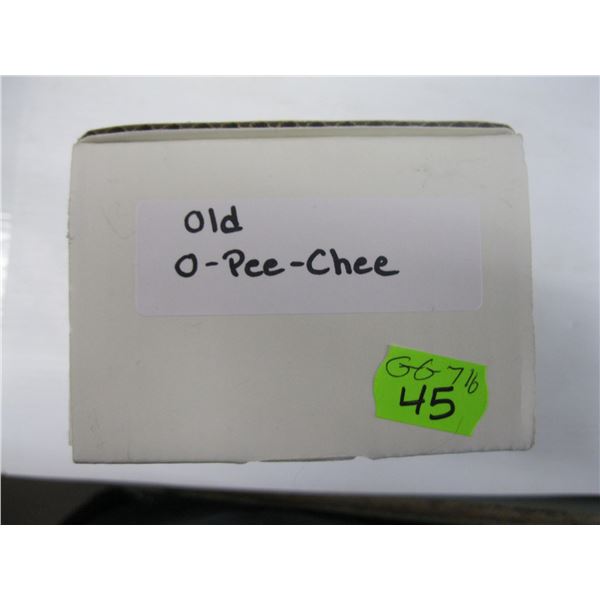 Old
O-Pee-Chee
GG 716
45